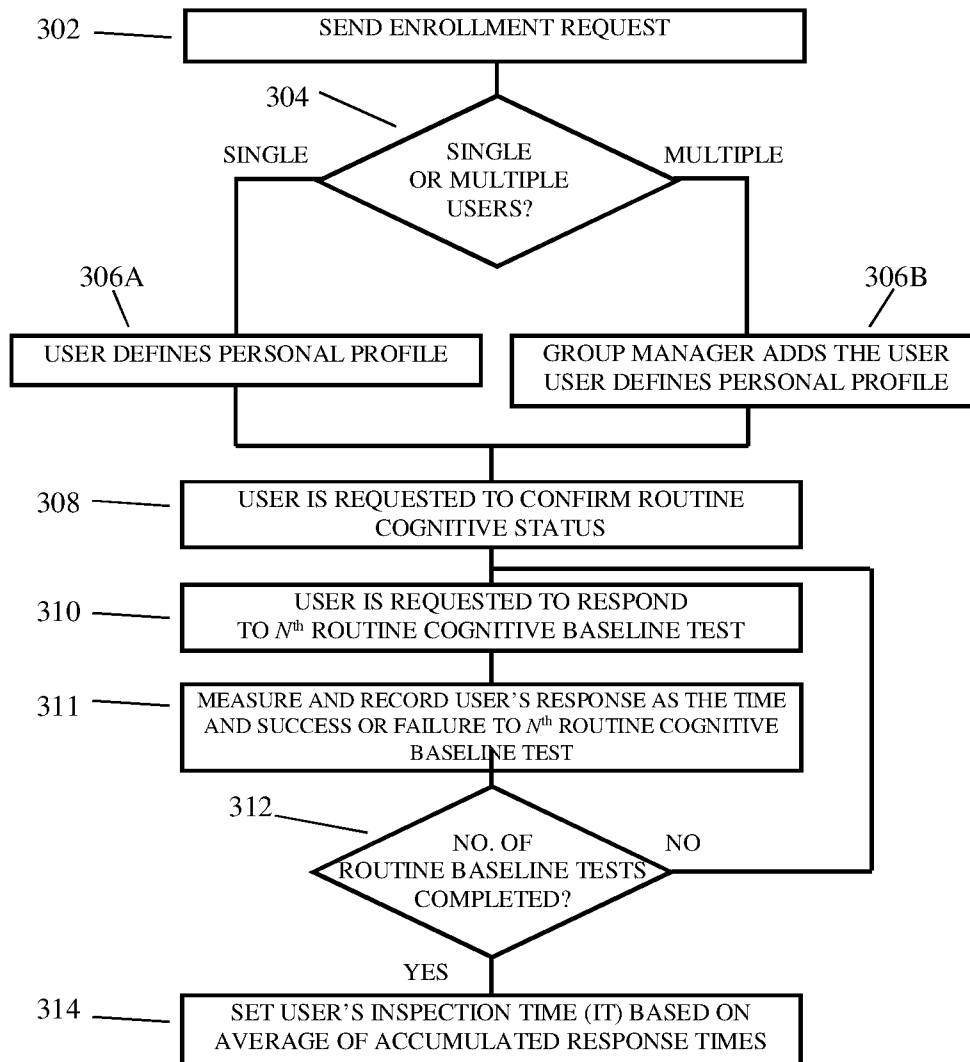 302
SEND ENROLLMENT REQUEST
304
SINGLE
MULTIPLE
SINGLE
OR MULTIPLE
USERS?
306A
306B
USER DEFINES PERSONAL PROFILE
GROUP MANAGER ADDS THE USER
USER DEFINES PERSONAL PROFILE
308
USER IS REQUESTED TO CONFIRM ROUTINE
COGNITIVE STATUS
310
USER IS REQUESTED TO RESPOND
TO Nth ROUTINE COGNITIVE BASELINE TEST
311
MEASURE AND RECORD USER'S RESPONSE AS THE TIME
AND SUCCESS OR FAILURE TO Nth ROUTINE COGNITIVE
BASELINE TEST
312
NO. OF
ROUTINE BASELINE TESTS
COMPLETED?
NO
YES
314
SET USER'S INSPECTION TIME (IT) BASED ON
AVERAGE OF ACCUMULATED RESPONSE TIMES